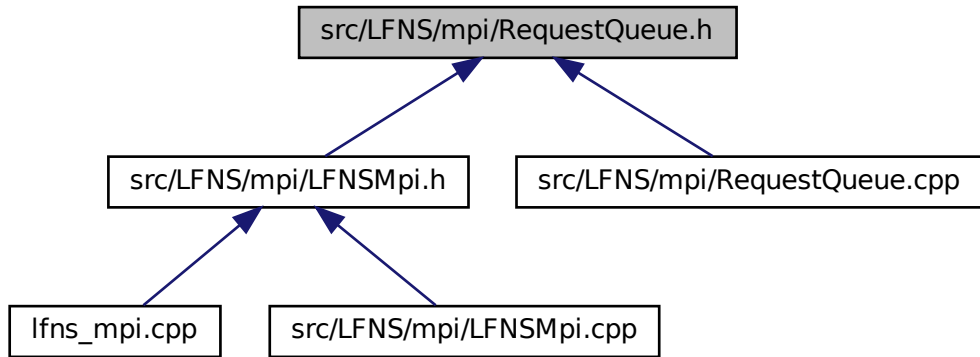 src/LFNS/mpi/RequestQueue.h
src/LFNS/mpi/LFNSMpi.h
src/LFNS/mpi/RequestQueue.cpp
lfns_mpi.cpp
src/LFNS/mpi/LFNSMpi.cpp